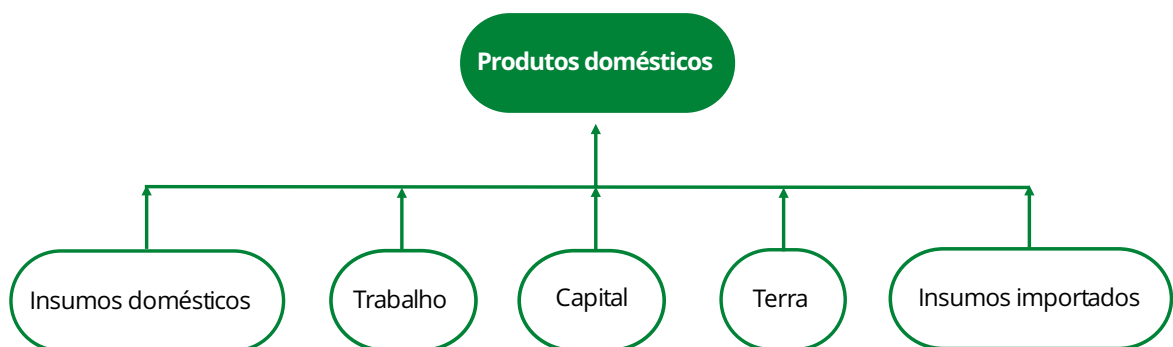 Produtos domésticos
Insumos domésticos
Trabalho
Capital
Terra
Insumos importados